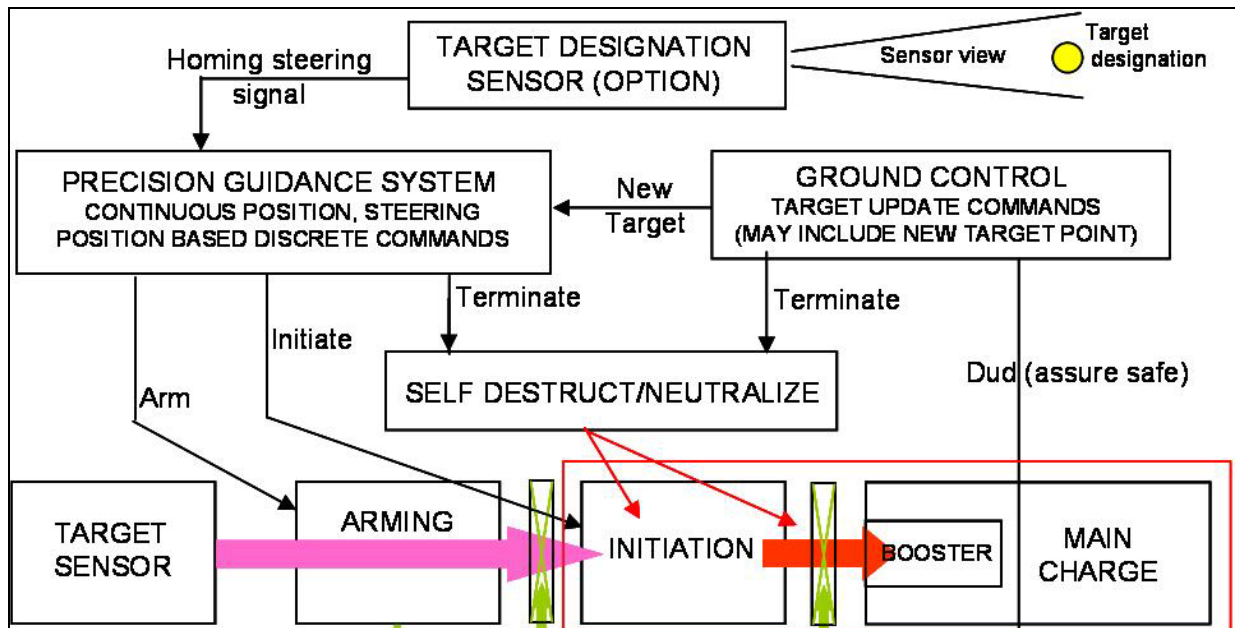 TARGET DESIGNATION
SENSOR (OPTION)
Sensor view
Target
designation
Homing steering
signal
PRECISION GUIDANCE SYSTEM
CONTINUOUS POSITION, STEERING
POSITION BASED DISCRETE COMMANDS
New
Target
GROUND CONTROL
TARGET UPDATE COMMANDS
(MAY INCLUDE NEW TARGET POINT)
Terminate
Terminate
Initiate
Arm
SELF DESTRUCT/NEUTRALIZE
Dud (assure safe)
TARGET
SENSOR
ARMING
INITIATION
BOOSTER
MAIN
CHARGE